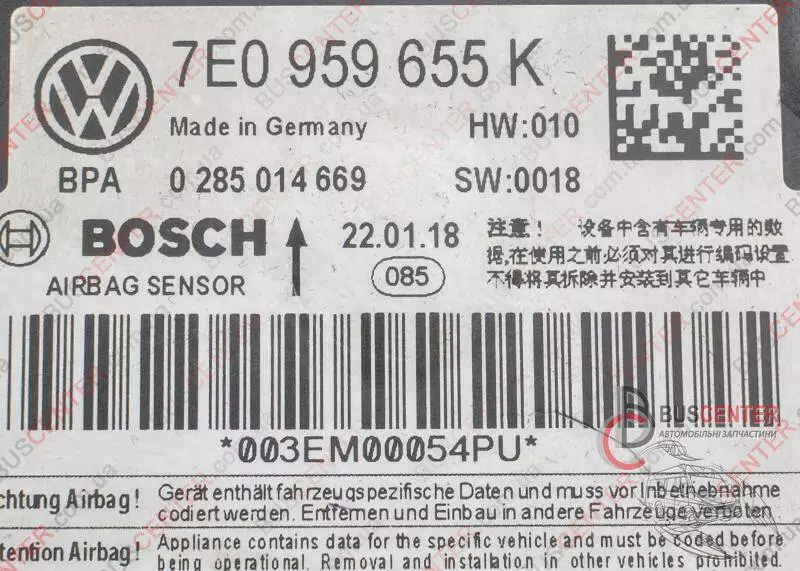 7E0 959 655 K
Made in Germany
HW:010
BPA
0 285 014 669
SW:0018
BOSCH
22.01.18
AIRBAG SENSOR
085
注意！ 设备中含有车辆专用的数
据,在使用之前必须对其进行编码设置
不得将其拆除并安装到其它车辆中
*003EM00054PU*
BUSCENTER
АВТОМОБІЛЬНІ ЗАПЧАСТИНИ
chtung Airbag!
Gerät enthält fahrzeugspezifische Daten und muss vor Inbetriebnahme
codiert werden. Entfernen und Einbau in andere Fahrzeuge verboten.
ttention Airbag!
Appliance contains data for the specific vehicle and must be coded before
being operational. Removal and installation in other vehicles prohibited.